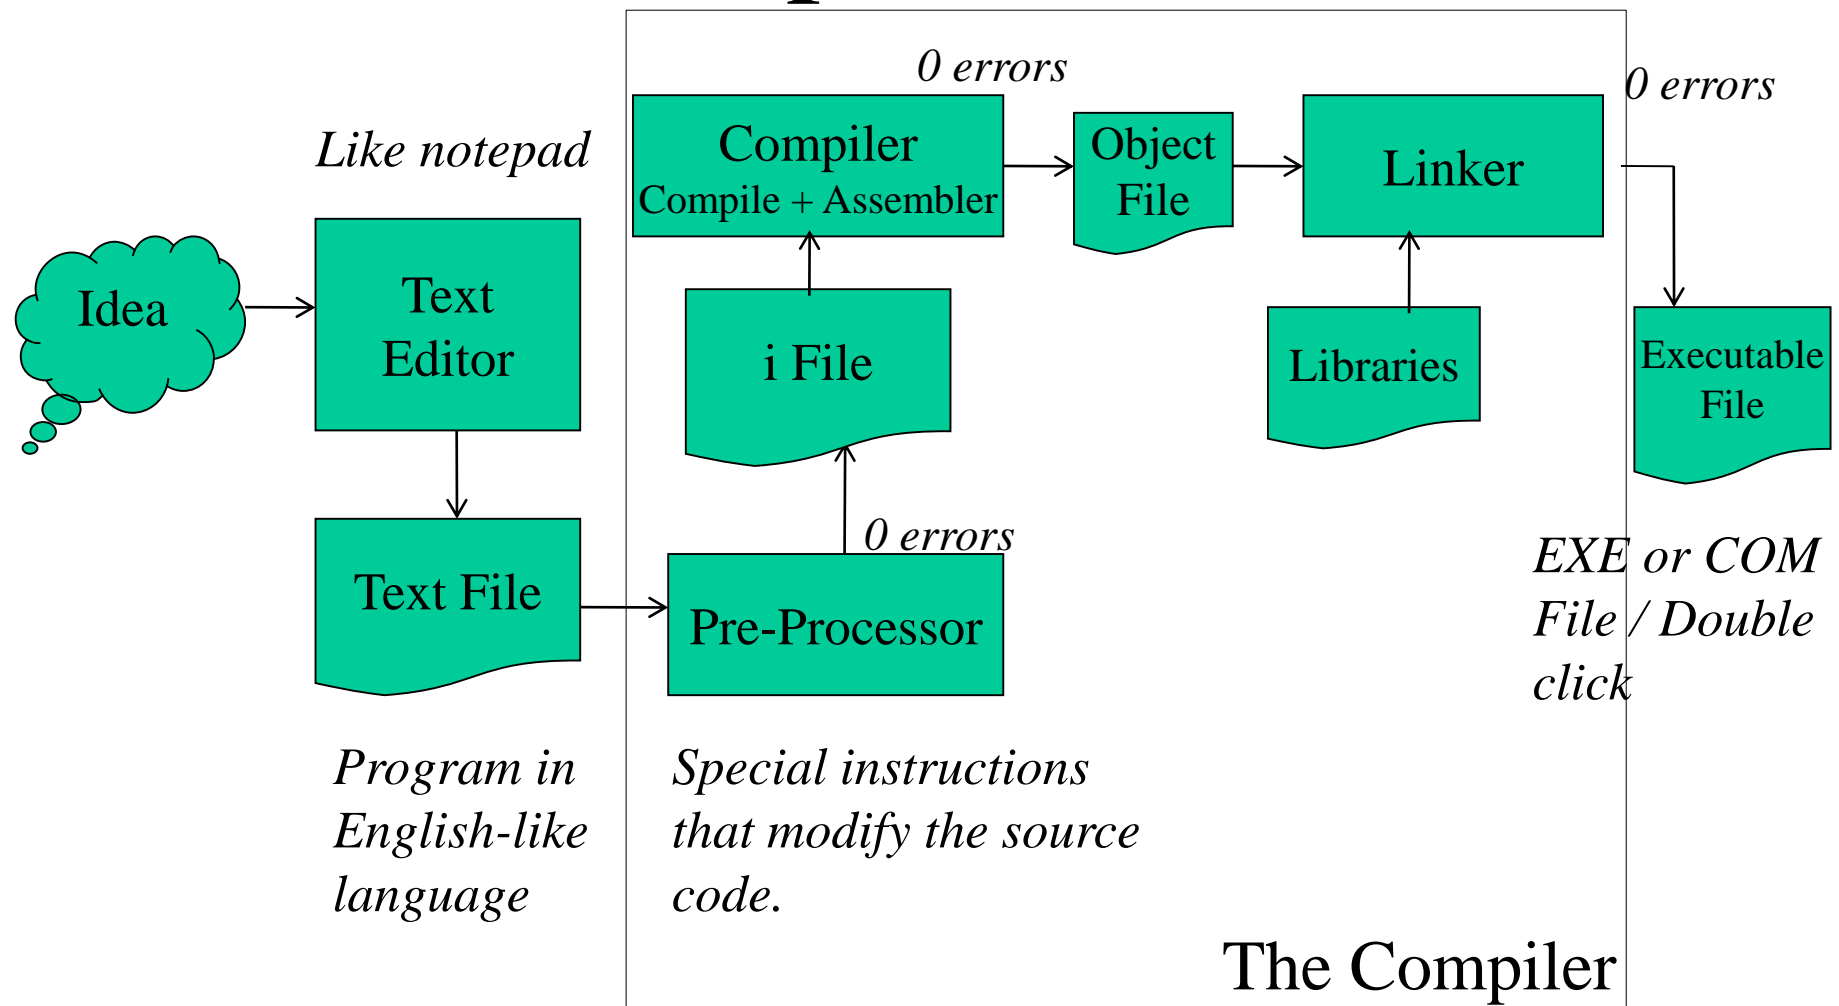 0 errors
0 errors
Like notepad
Compiler
Compile + Assembler
Object
File
Linker
Idea
Text
Editor
i File
Libraries
Executable
File
0 errors
Text File
Pre-Processor
EXE or COM
File / Double
click
Program in
English-like
language
Special instructions
that modify the source
code.
The Compiler